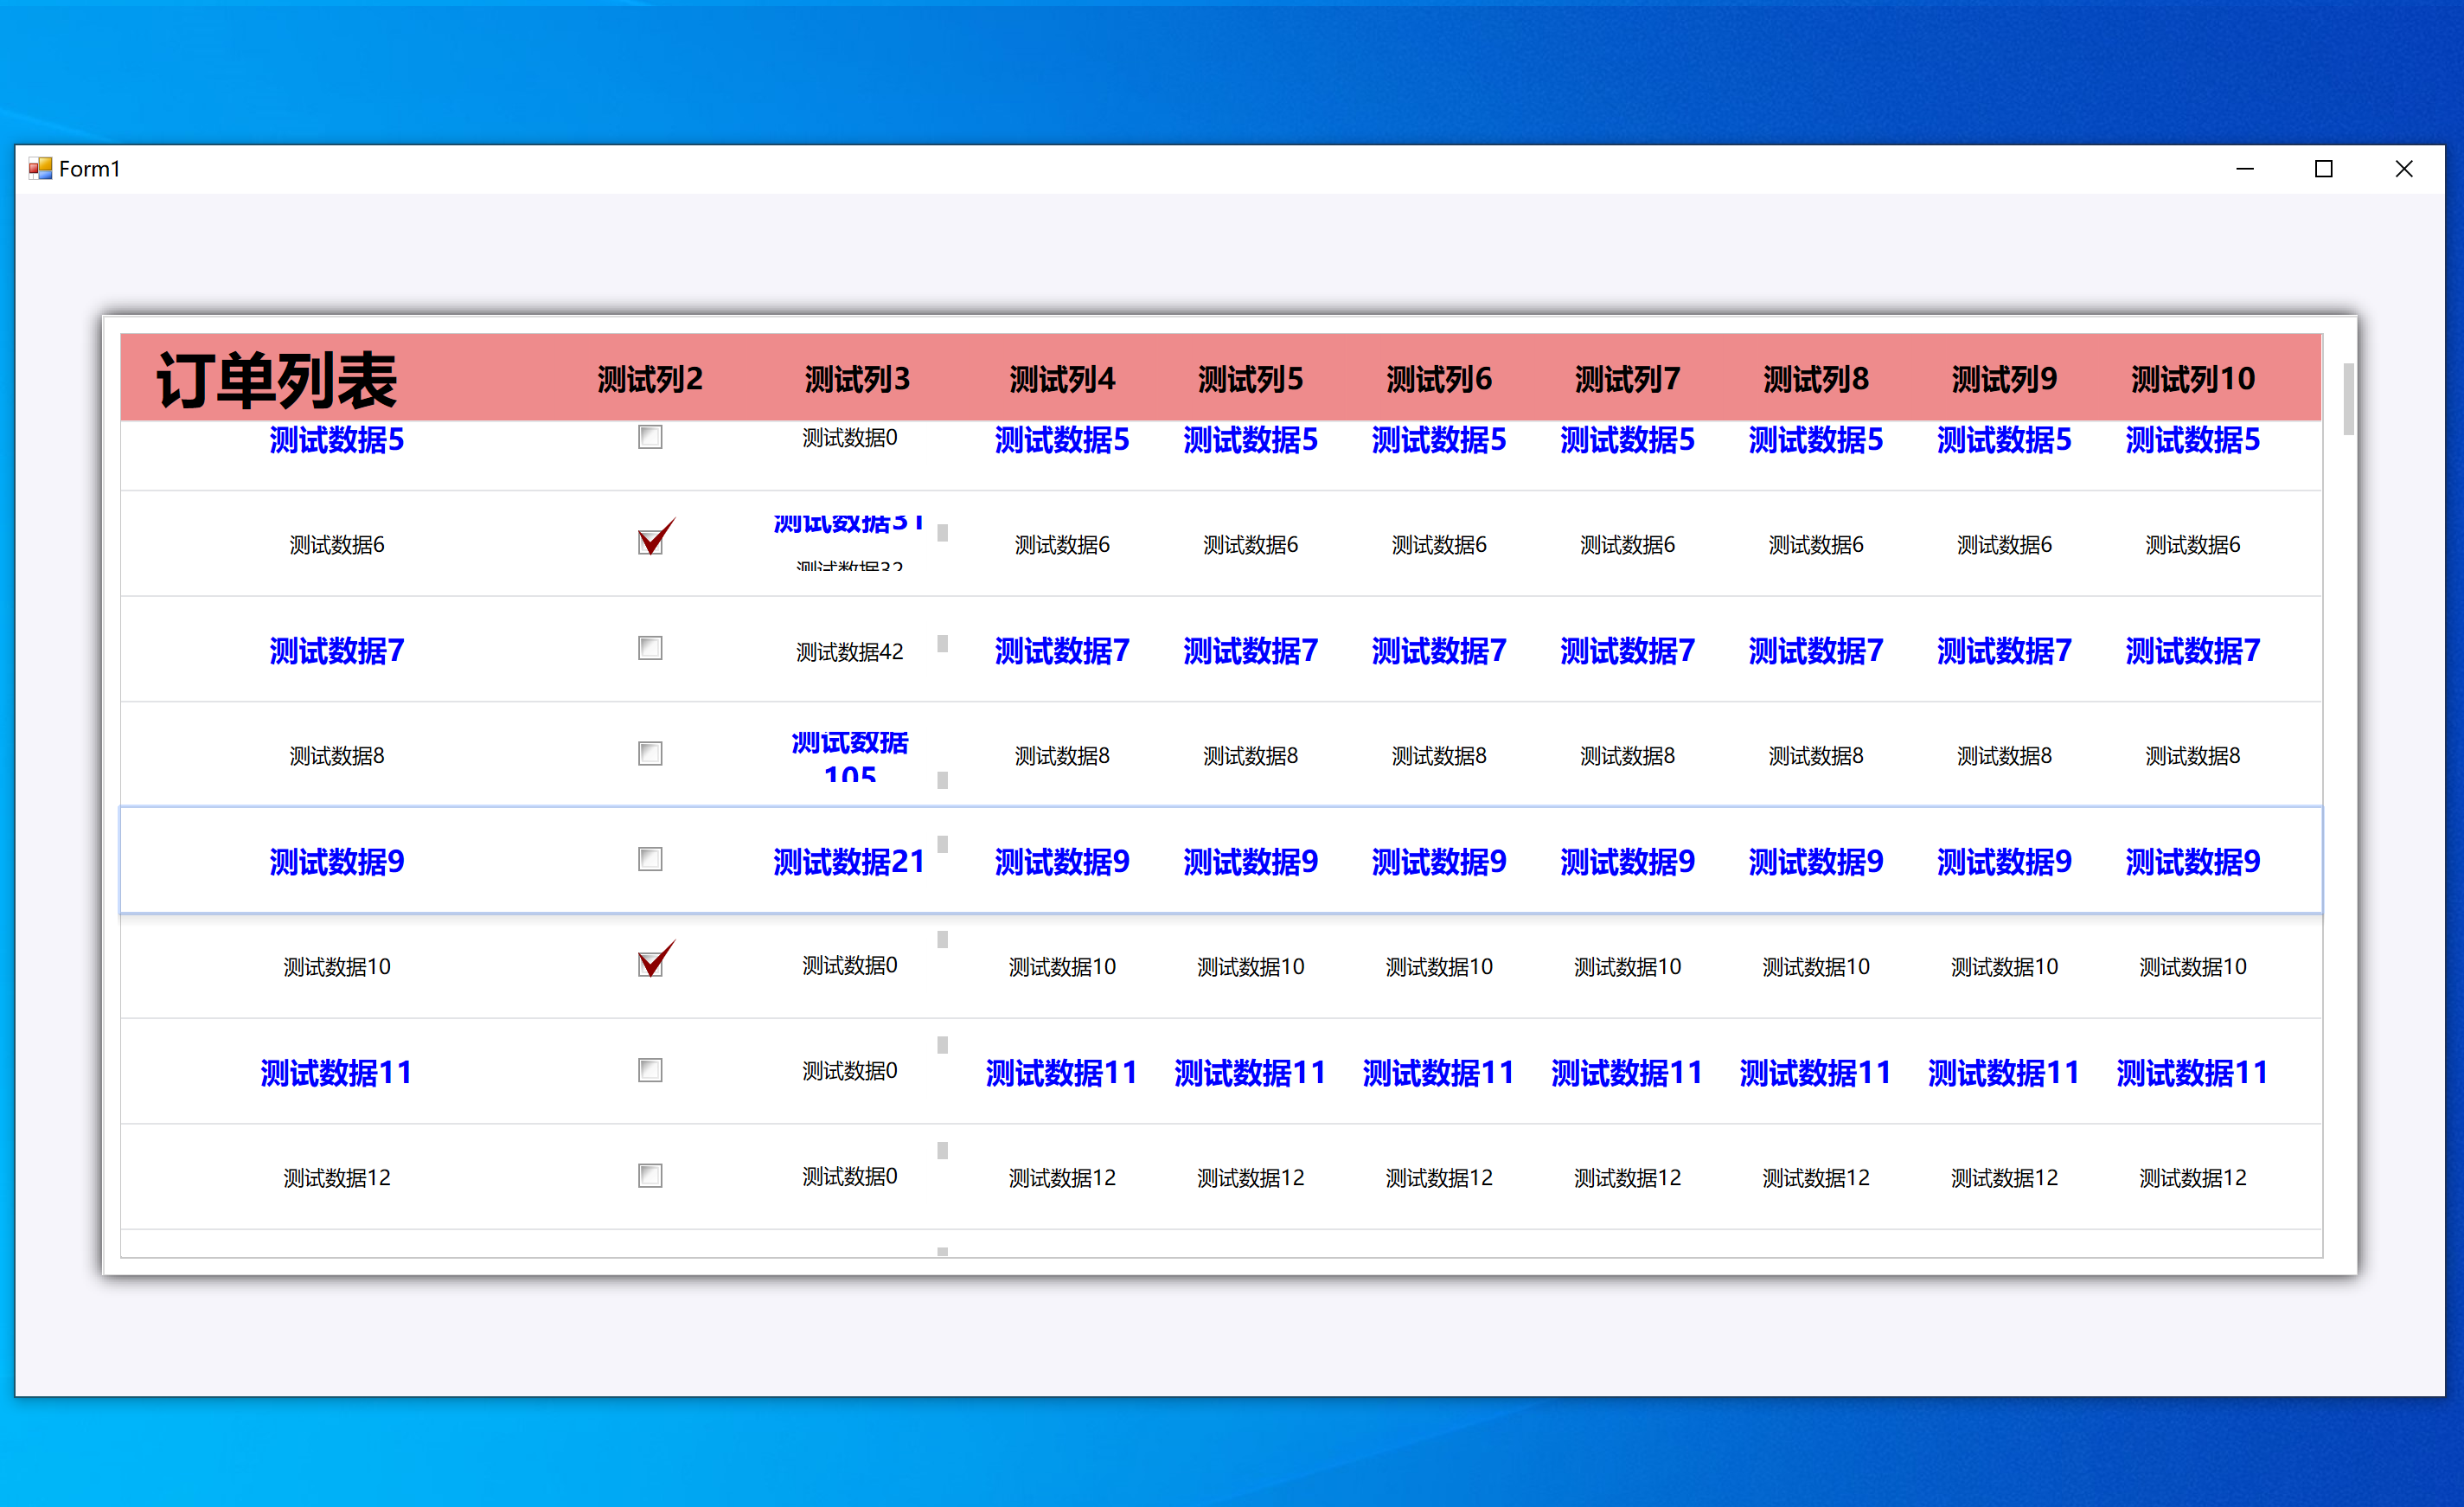 Form1
订单列表 测试列2 测试列3 测试列4 测试列5 测试列6 测试列7 测试列8 测试列9 测试列10
测试数据5 测试数据0 测试数据5 测试数据5 测试数据5 测试数据5 测试数据5 测试数据5 测试数据5
测试数据31
测试数据6 测试数据6 测试数据6 测试数据6 测试数据6 测试数据6 测试数据6 测试数据6
测试数据32
测试数据7 测试数据42 测试数据7 测试数据7 测试数据7 测试数据7 测试数据7 测试数据7 测试数据7
测试数据
测试数据8 测试数据8 测试数据8 测试数据8 测试数据8 测试数据8 测试数据8 测试数据8
105
测试数据9 测试数据21 测试数据9 测试数据9 测试数据9 测试数据9 测试数据9 测试数据9 测试数据9
测试数据10 测试数据0 测试数据10 测试数据10 测试数据10 测试数据10 测试数据10 测试数据10 测试数据10
测试数据11 测试数据0 测试数据11 测试数据11 测试数据11 测试数据11 测试数据11 测试数据11 测试数据11
测试数据12 测试数据0 测试数据12 测试数据12 测试数据12 测试数据12 测试数据12 测试数据12 测试数据12